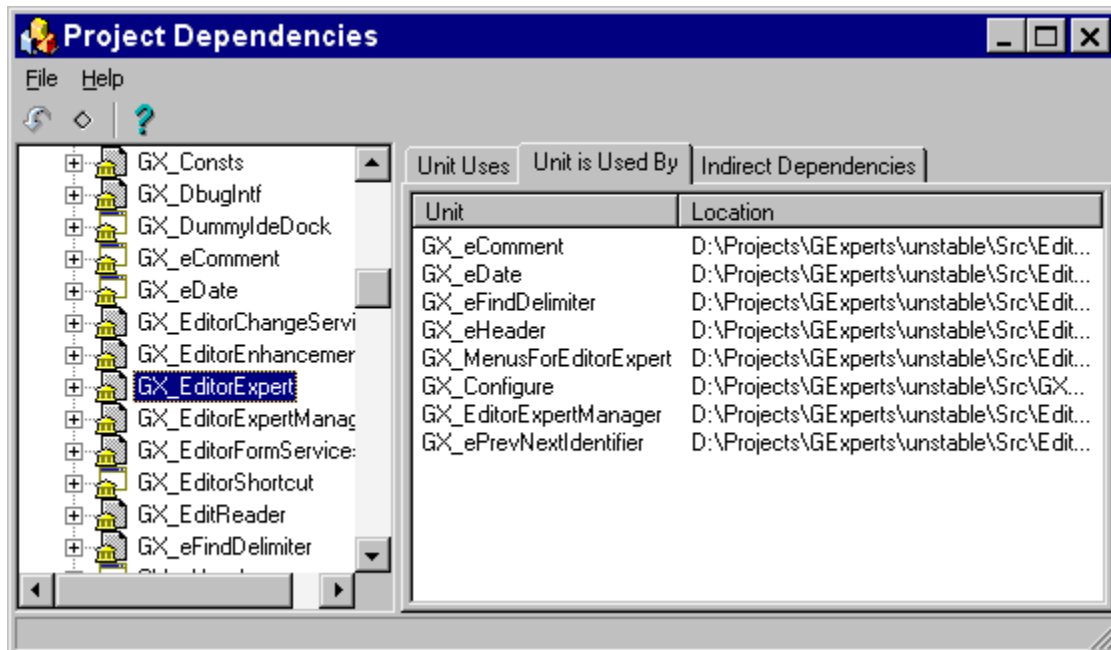 Project Dependencies
File Help
GX_Consts
GX_DbugIntf
GX_DummyIdeDock
GX_eComment
GX_eDate
GX_EditorChangeServi
GX_EditorEnhancemer
GX_EditorExpert
GX_EditorExpertManag
GX_EditorFormService
GX_EditorShortcut
GX_EditReader
GX_eFindDelimiter
Unit Uses Unit is Used By Indirect Dependencies
Unit Location
GX_eComment D:\Projects\GExperts\unstable\Src\Edit...
GX_eDate D:\Projects\GExperts\unstable\Src\Edit...
GX_eFindDelimiter D:\Projects\GExperts\unstable\Src\Edit...
GX_eHeader D:\Projects\GExperts\unstable\Src\Edit...
GX_MenusForEditorExpert D:\Projects\GExperts\unstable\Src\Edit...
GX_Configure D:\Projects\GExperts\unstable\Src\GX...
GX_EditorExpertManager D:\Projects\GExperts\unstable\Src\Edit...
GX_ePrevNextIdentifier D:\Projects\GExperts\unstable\Src\Edit...